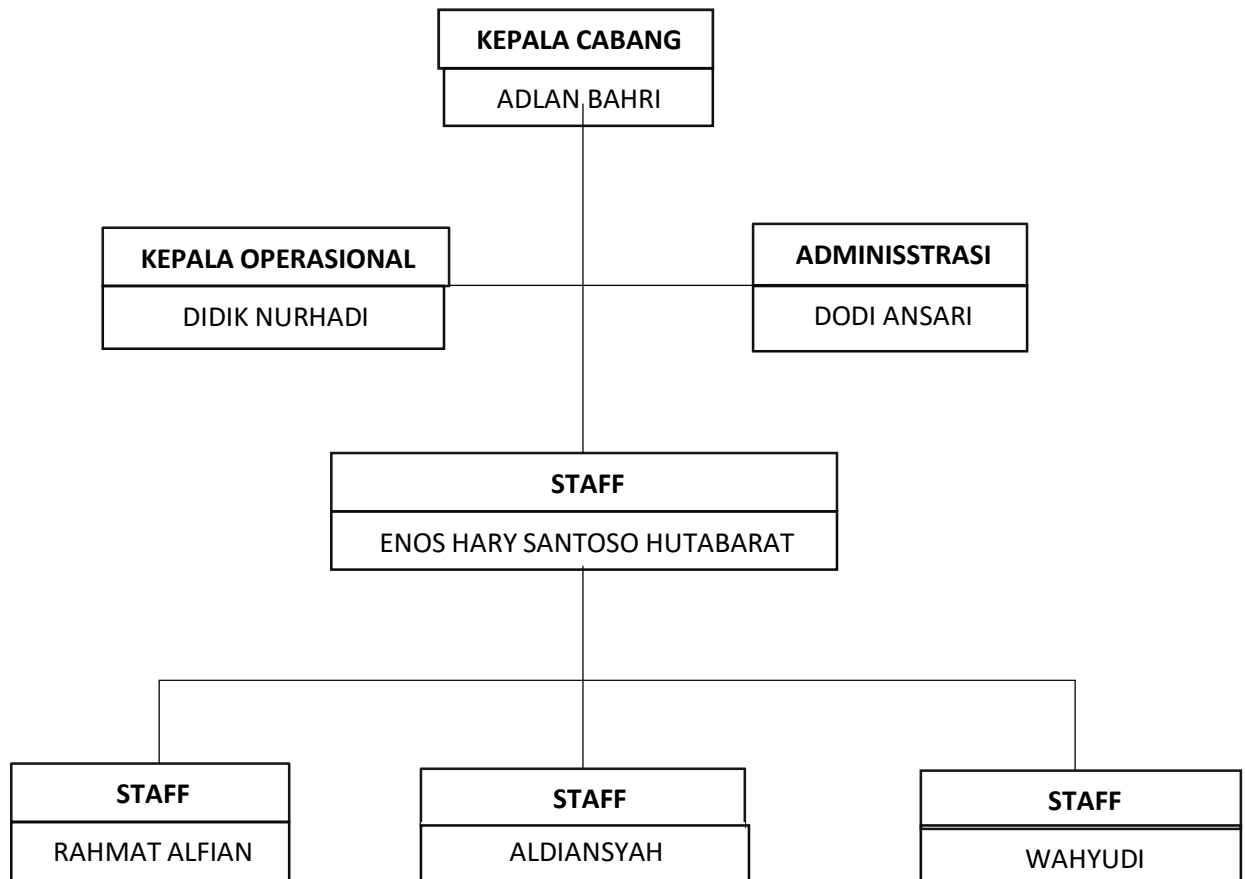 KEPALA CABANG
ADLAN BAHRI
KEPALA OPERASIONAL
DIDIK NURHADI
ADMINISSTRASI
DODI ANSARI
STAFF
ENOS HARY SANTOSO HUTABARAT
STAFF
RAHMAT ALFIAN
STAFF
ALDIANSYAH
STAFF
WAHYUDI